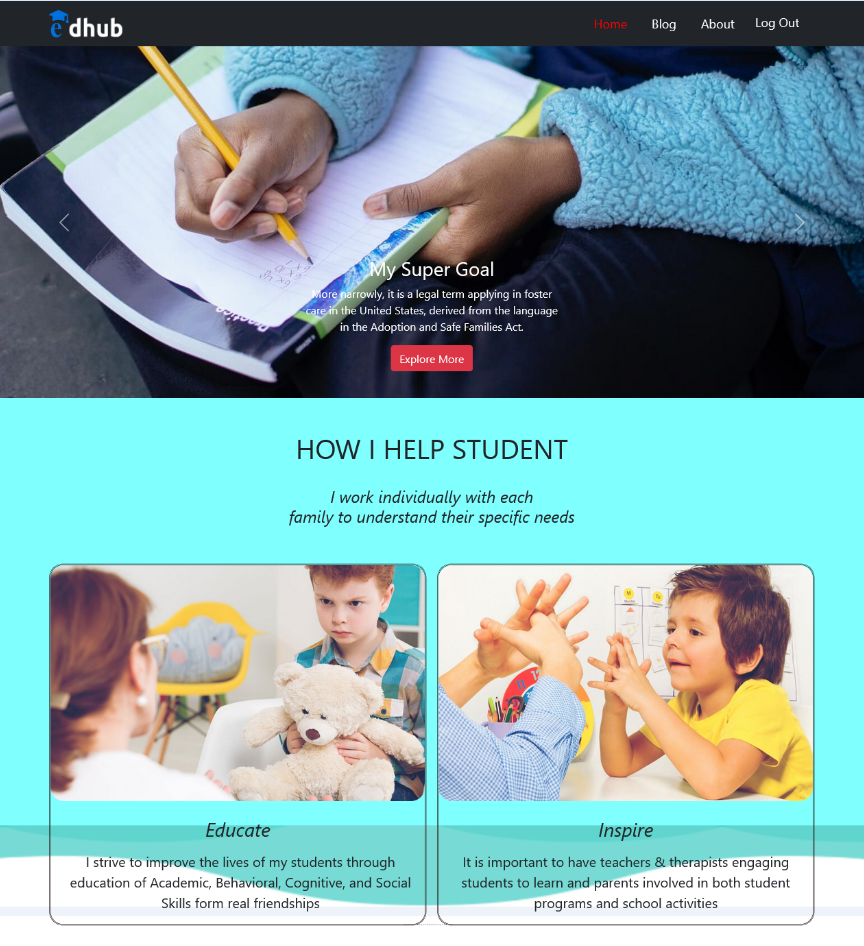 edhub
Home Blog About Log Out
My Super Goal
More narrowly, it is a legal term applying in foster
care in the United States, derived from the language
in the Adoption and Safe Families Act.
Explore More
HOW I HELP STUDENT
I work individually with each
family to understand their specific needs
Educate
I strive to improve the lives of my students through
education of Academic, Behavioral, Cognitive, and Social
Skills form real friendships
Inspire
It is important to have teachers & therapists engaging
students to learn and parents involved in both student
programs and school activities